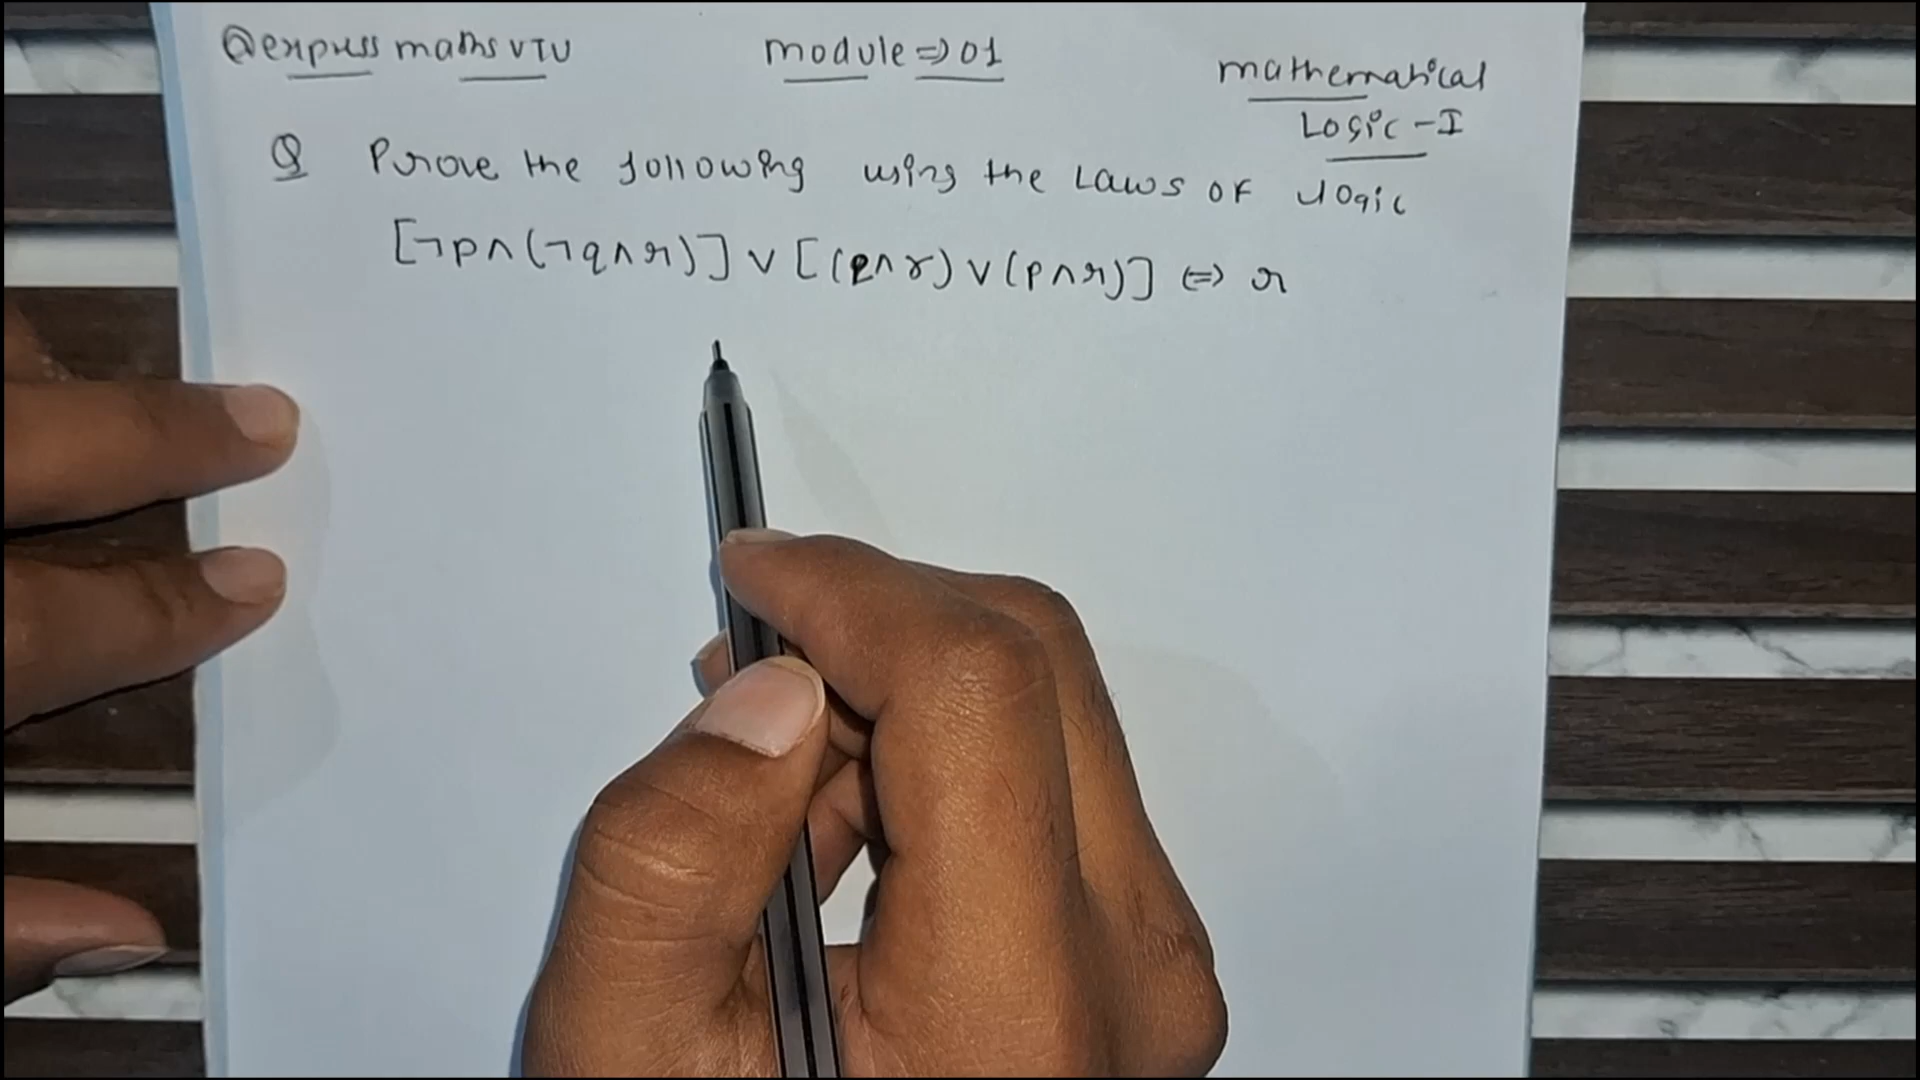 @express maths VTU
module => 01
mathematical
Logic - I
Q Prove the following using the Laws of logic
[¬p∧(¬q∧r)]∨[(q∧r)∨(p∧r)] ⇔ r